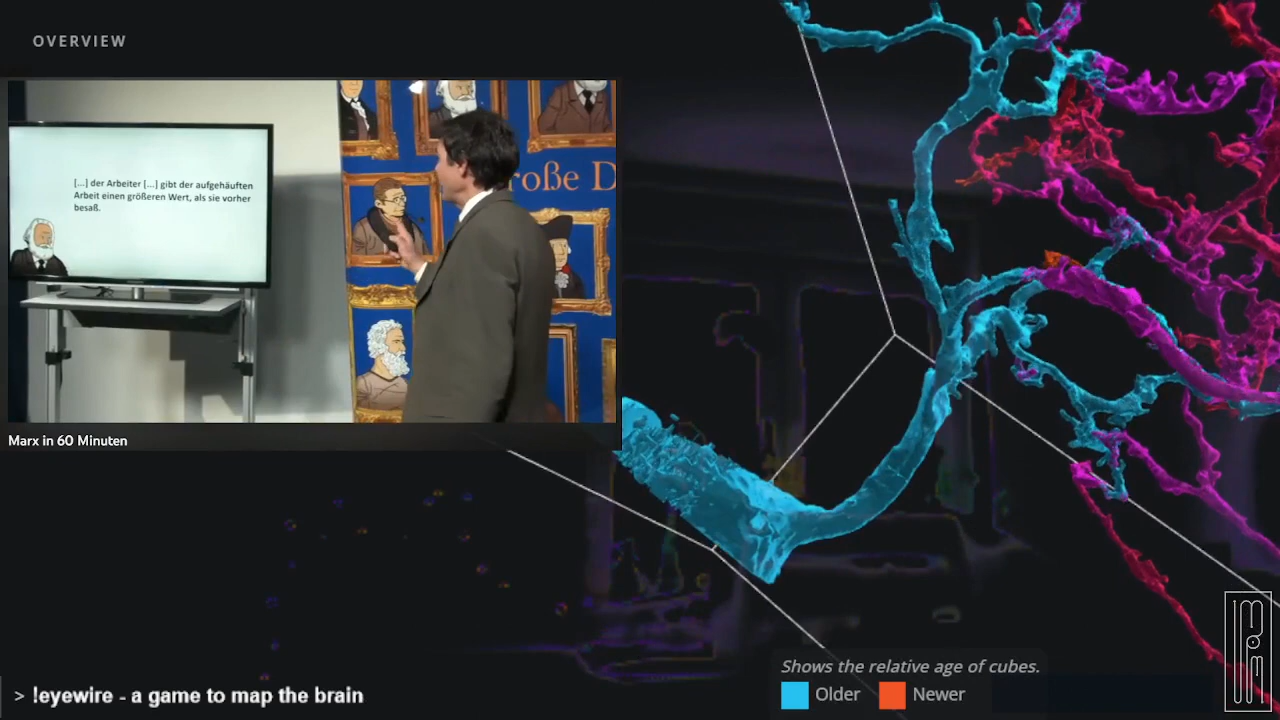 OVERVIEW
[...] der Arbeiter [...] gibt der aufgehäuften
Arbeit einen größeren Wert, als sie vorher
besaß.
roße D
Marx in 60 Minuten
> !eyewire - a game to map the brain
Shows the relative age of cubes.
Older
Newer